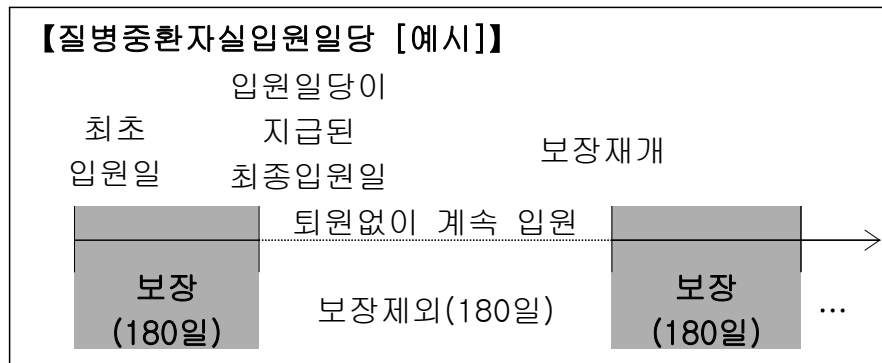 【질병중환자실입원일당 [예시]】
최초
입원일
입원일당이
지급된
최종입원일
보장재개
퇴원없이 계속 입원
보장
(180일)
보장제외(180일)
보장
(180일)
…